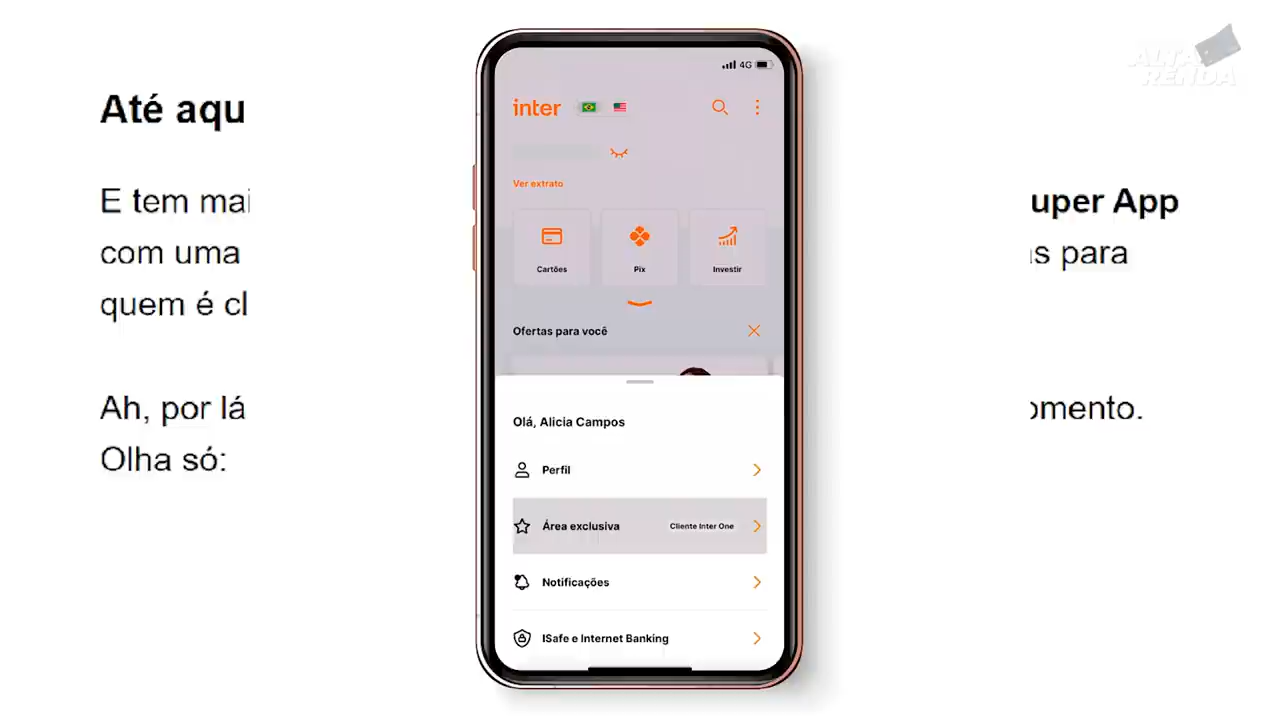 ALTA
RENDA
Até aqu
E tem mai
uper App
com uma
s para
quem é cl
Ah, por lá
omento.
Olha só:
4G
inter
Ver extrato
Cartões
Pix
Investir
Ofertas para você
Olá, Alicia Campos
Perfil
Área exclusiva
Cliente Inter One
Notificações
ISafe e Internet Banking